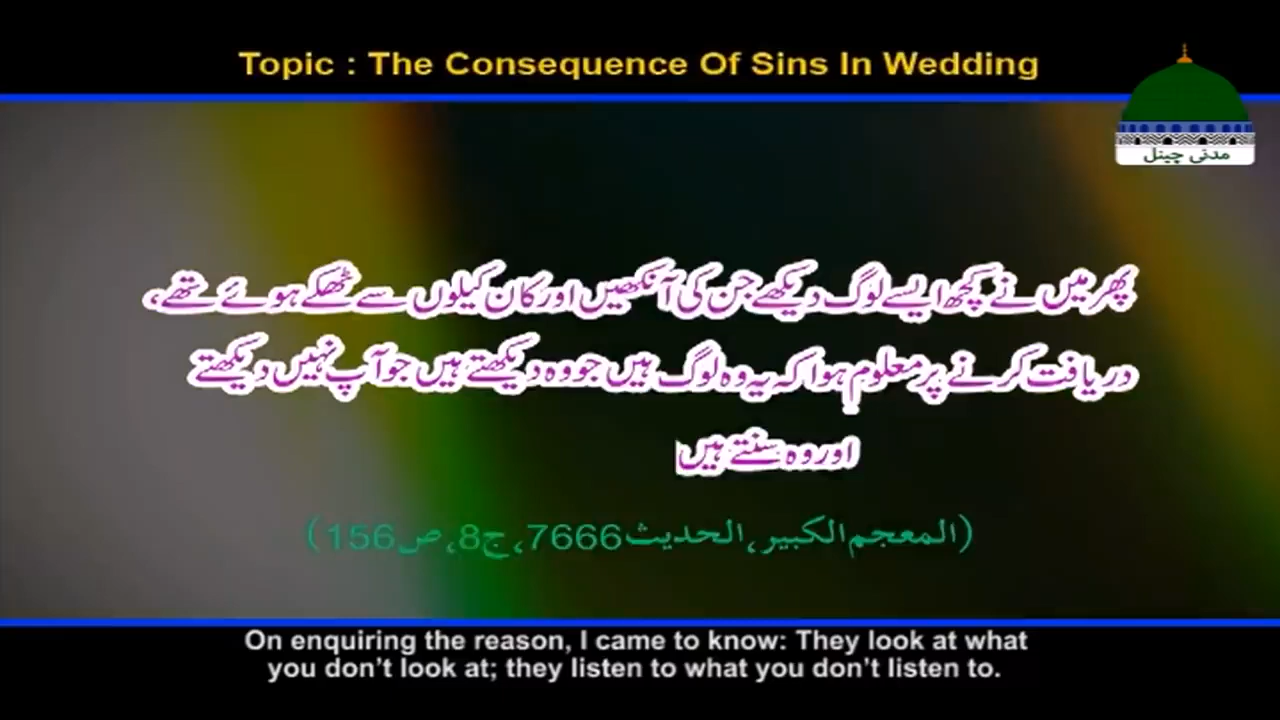 Topic : The Consequence Of Sins In Wedding
مدنی چینل
پھر میں نے کچھ ایسے لوگ دیکھے جن کی آنکھیں اور کان کیلوں سے ٹھکے ہوئے تھے،
دریافت کرنے پر معلوم ہوا کہ یہ وہ لوگ ہیں جو وہ دیکھتے ہیں جو آپ نہیں دیکھتے
اور وہ سنتے ہیں
(المعجم الکبیر،الحدیث7666،ج8،ص156)
On enquiring the reason, I came to know: They look at what
you don't look at; they listen to what you don't listen to.